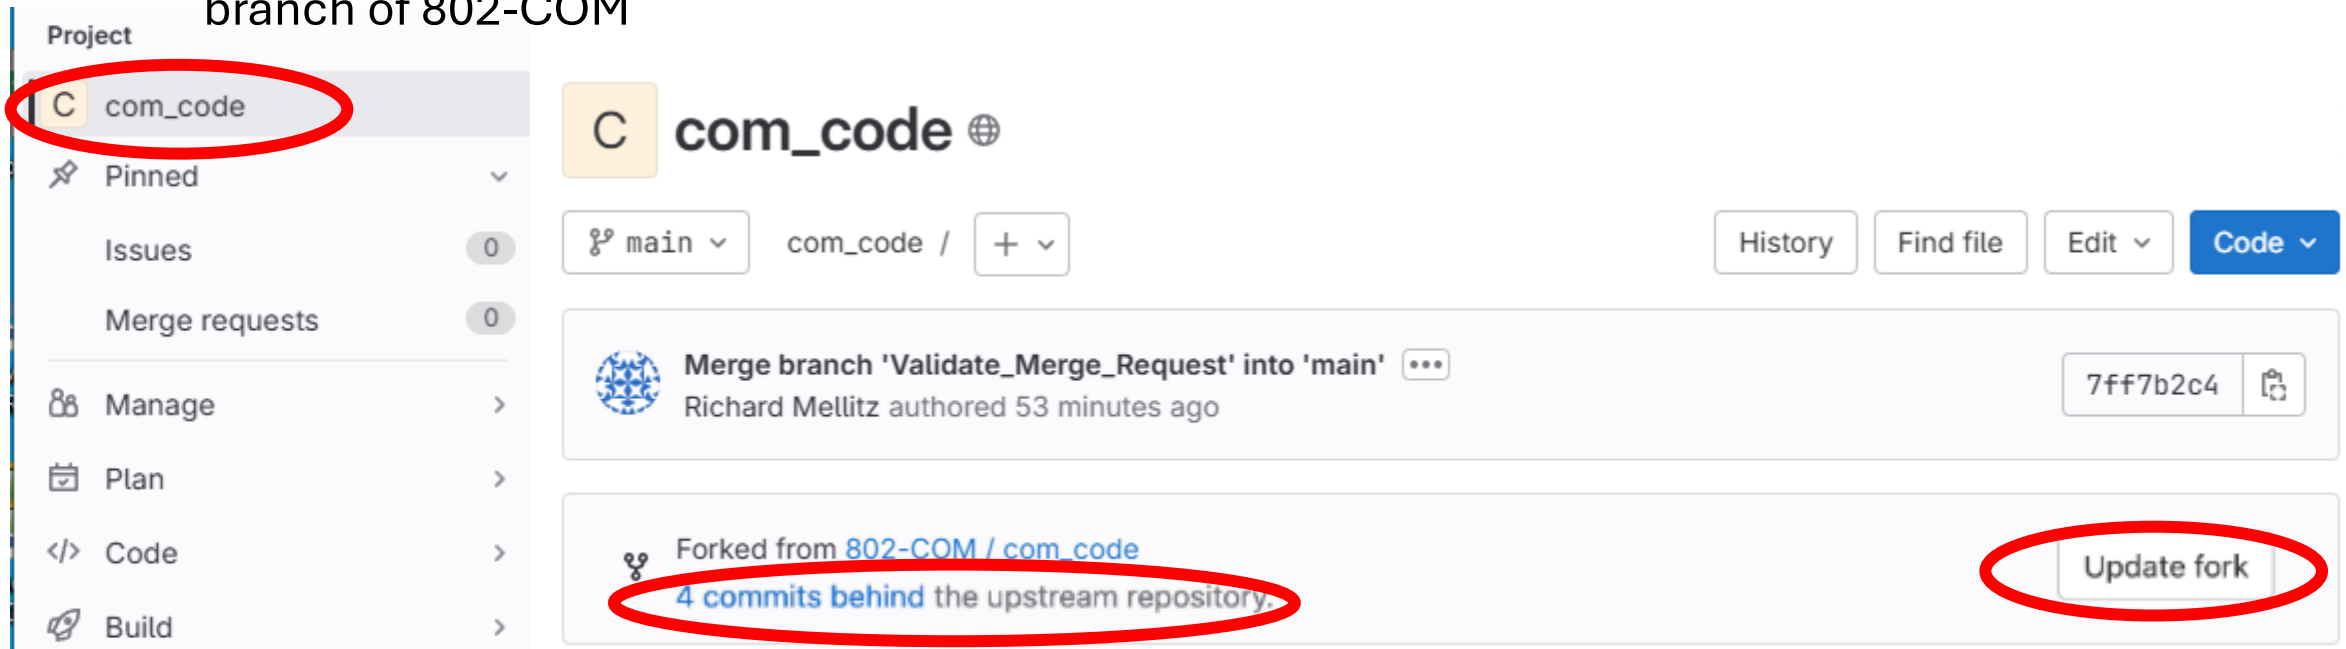 branch of 802-COM
Project
C com_code
Pinned
Issues 0
Merge requests 0
Manage
Plan
Code
Build
C com_code
main com_code / +
History Find file Edit Code
Merge branch 'Validate_Merge_Request' into 'main' •••
Richard Mellitz authored 53 minutes ago
7ff7b2c4
Forked from 802-COM / com_code
4 commits behind the upstream repository.
Update fork